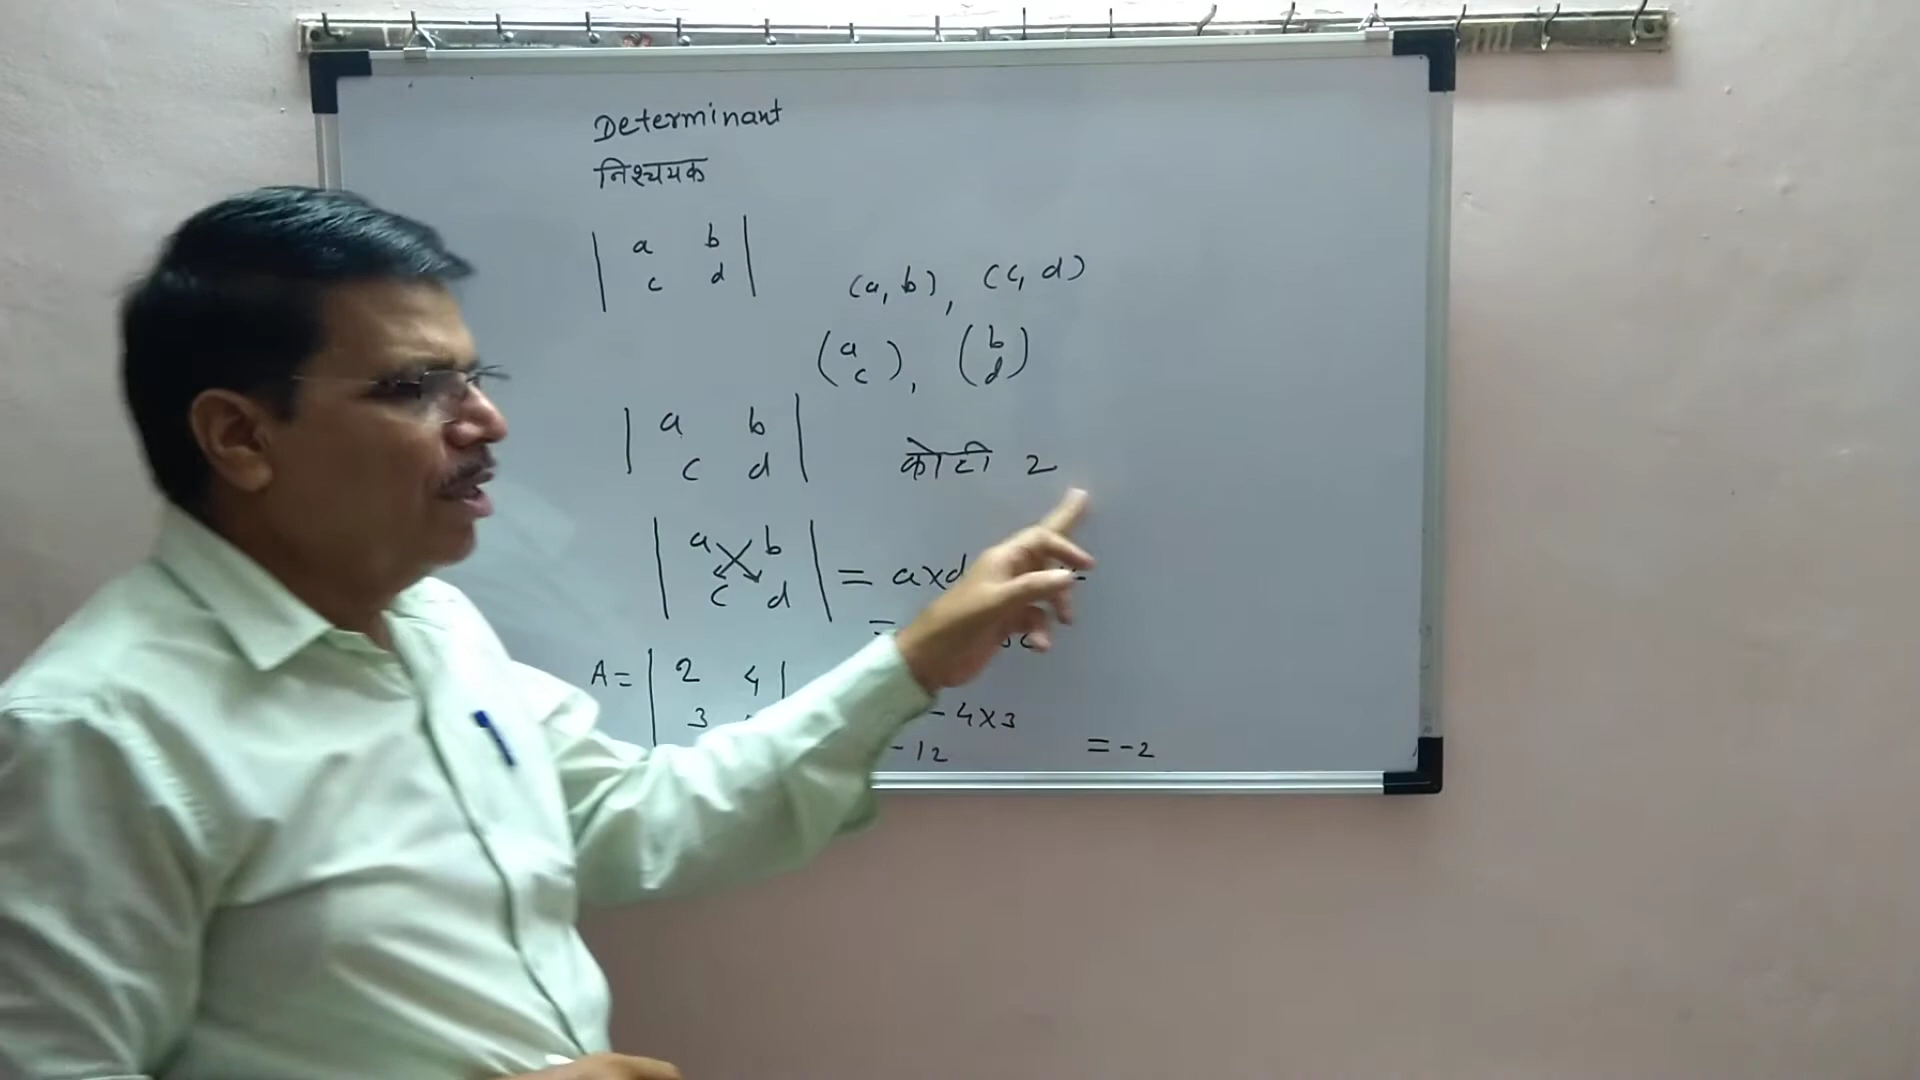 Determinant
निश्चयक
| a b |
| c d |
(a, b), (c, d)
(a c), (b d)
| a b |
| c d |
कोटी 2
| a b |
| c d | = a×d
=
A = | 2 4 |
| 3
- 4×3
- 12 = -2